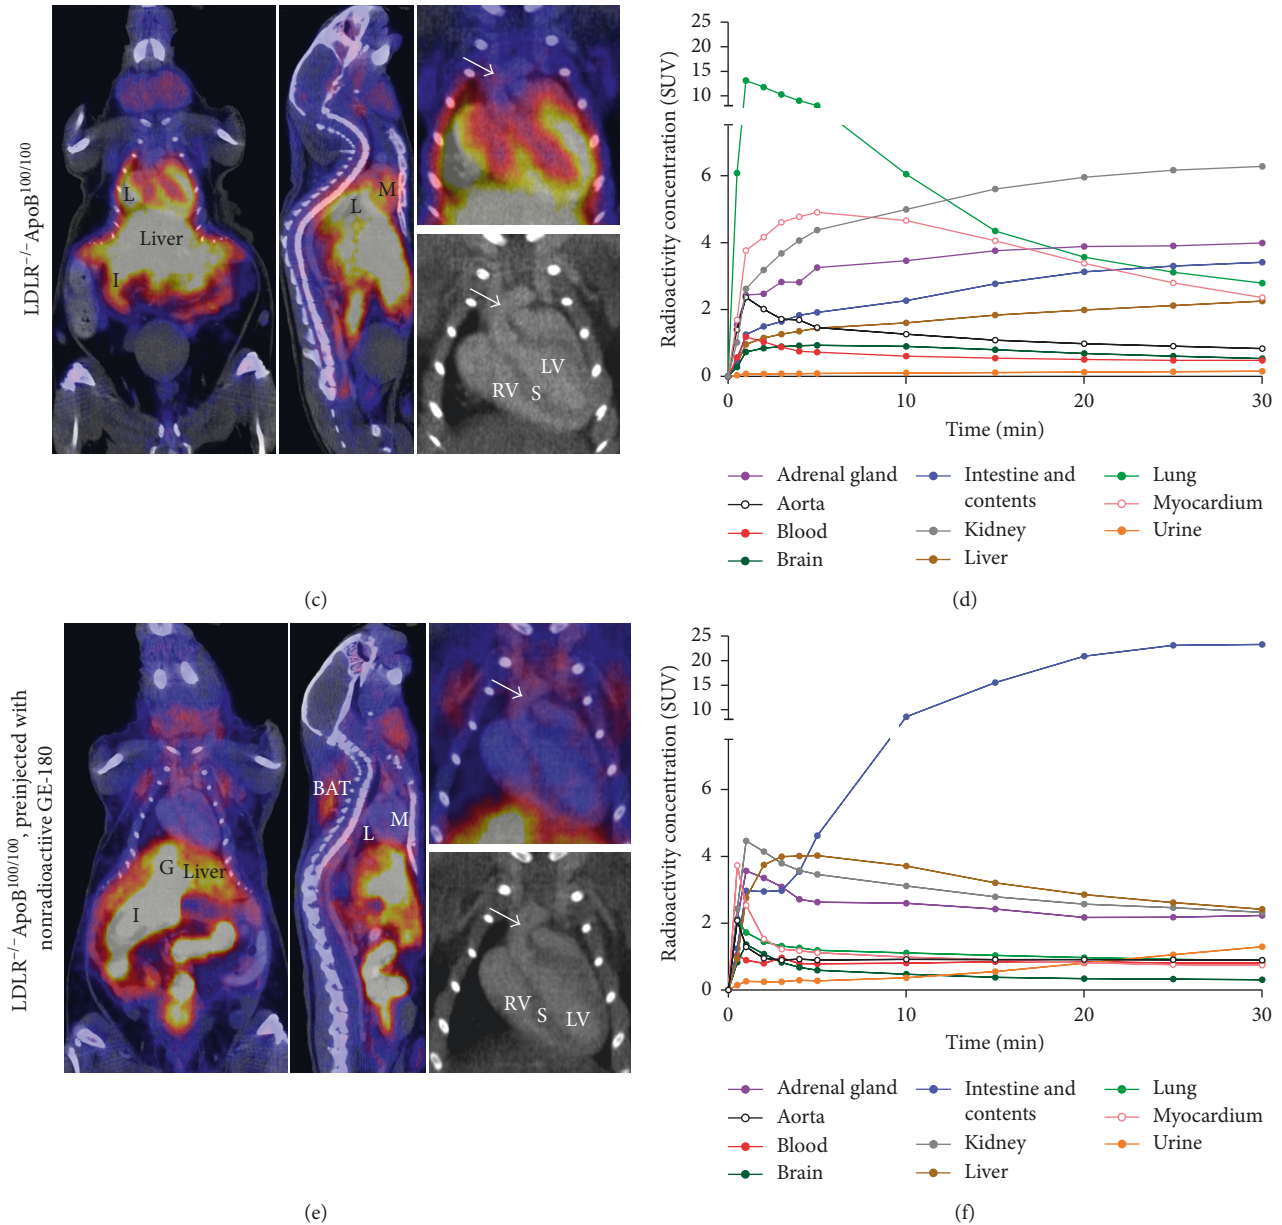 LDLR−/−ApoB100/100
L
Liver
I
L
M
LV
RV
S
Radioactivity concentration (SUV)
25
20
15
10
6
4
2
0
0
10
20
30
Time (min)
Adrenal gland
Aorta
Blood
Brain
Intestine and
contents
Kidney
Liver
Lung
Myocardium
Urine
(c)
(d)
LDLR−/−ApoB100/100, preinjected with
nonradioactiive GE-180
G
Liver
I
BAT
L
M
RV
S
LV
Radioactivity concentration (SUV)
25
20
15
10
6
4
2
0
0
10
20
30
Time (min)
Adrenal gland
Aorta
Blood
Brain
Intestine and
contents
Kidney
Liver
Lung
Myocardium
Urine
(e)
(f)